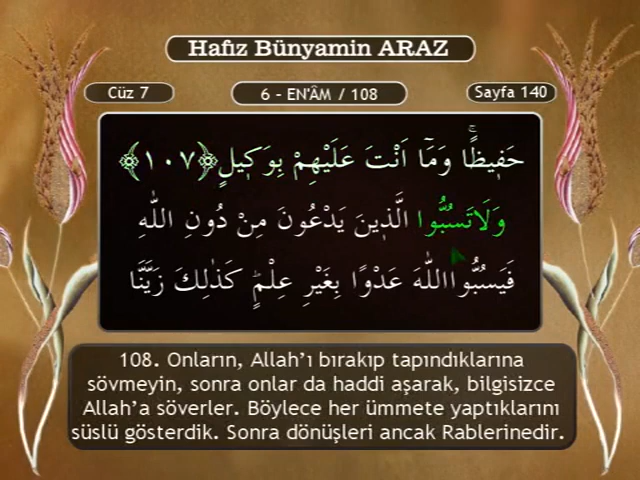 Hafız Bünyamin ARAZ
Cüz 7
6 - EN'ÂM / 108
Sayfa 140
حَف۪يظًاۚ وَمَٓا اَنْتَ عَلَيْهِمْ بِوَك۪يلٍ ﴿١٠٧﴾
وَلَا تَسُبُّوا الَّذ۪ينَ يَدْعُونَ مِنْ دُونِ اللّٰهِ
فَيَسُبُّوا اللّٰهَ عَدْوًا بِغَيْرِ عِلْمٍۜ كَذٰلِكَ زَيَّنَّا
108. Onların, Allah’ı bırakıp tapındıklarına
sövmeyin, sonra onlar da haddi aşarak, bilgisizce
Allah’a söverler. Böylece her ümmete yaptıklarını
süslü gösterdik. Sonra dönüşleri ancak Rablerinedir.